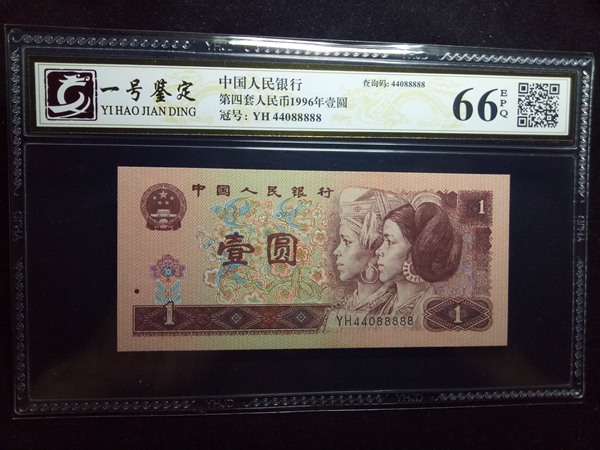 一号鉴定
YI HAO JIAN DING
中国人民银行
第四套人民币1996年壹圆
冠号: YH 44088888
查询码: 44088888
66
EPQ
中国人民银行
壹圆
1
1
1
YH44088888